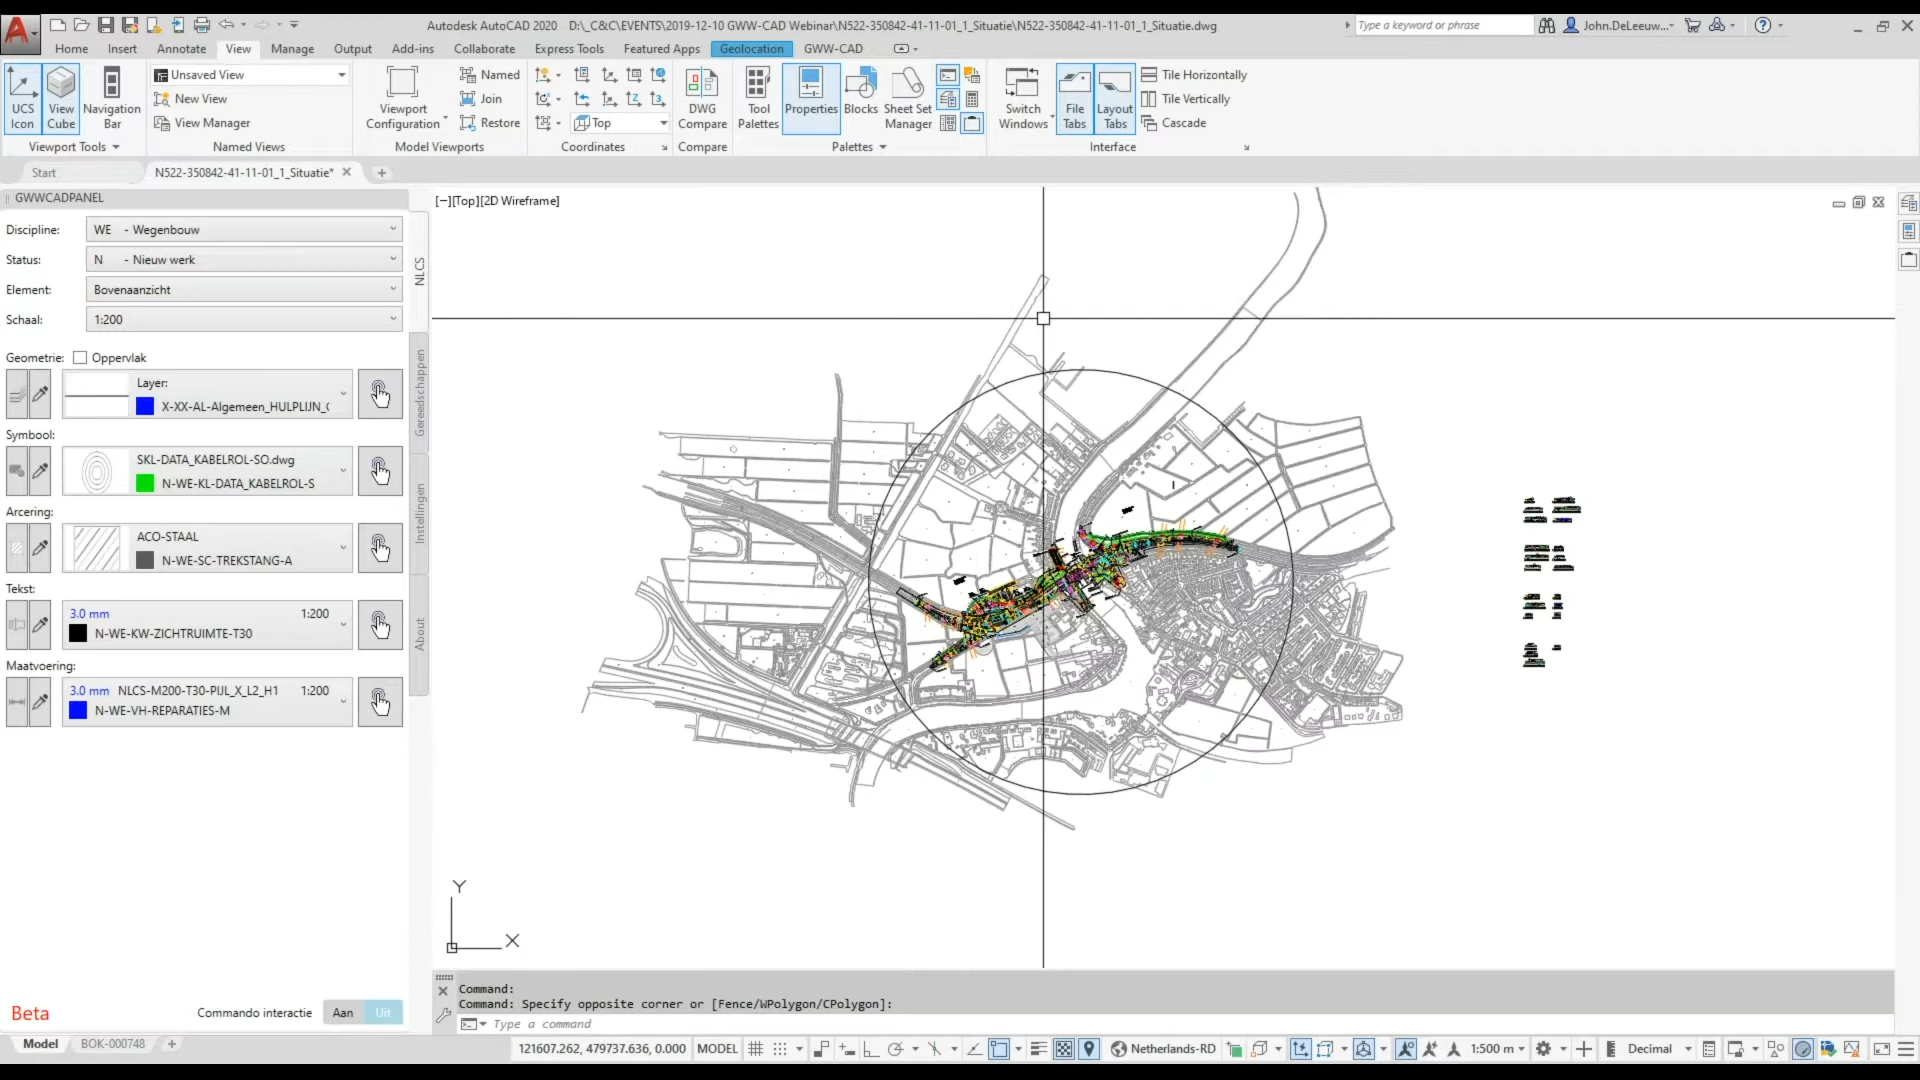 Autodesk AutoCAD 2020   D:\_C&C\EVENTS\2019-12-10 GWW-CAD Webinar\N522-350842-41-11-01_1_Situatie\N522-350842-41-11-01_1_Situatie.dwg
Type a keyword or phrase
John.DeLeeuw...
Home Insert Annotate View Manage Output Add-ins Collaborate Express Tools Featured Apps Geolocation GWW-CAD
UCS Icon
View Cube
Navigation Bar
Viewport Tools
Unsaved View
New View
View Manager
Named Views
Viewport Configuration
Named
Join
Restore
Model Viewports
Top
Coordinates
DWG Compare
Compare
Tool Palettes
Properties
Blocks
Sheet Set Manager
Palettes
Switch Windows
File Tabs
Layout Tabs
Tile Horizontally
Tile Vertically
Cascade
Interface
Start
N522-350842-41-11-01_1_Situatie*
GWWCADPANEL
[−][Top][2D Wireframe]
Discipline: WE - Wegenbouw
Status: N - Nieuw werk
Element: Bovenaanzicht
Schaal: 1:200
Geometrie: Oppervlak
Layer:
X-XX-AL-Algemeen_HULPLIJN_(
Symbool:
SKL-DATA_KABELROL-SO.dwg
N-WE-KL-DATA_KABELROL-S
Arcering:
ACO-STAAL
N-WE-SC-TREKSTANG-A
Tekst:
3.0 mm 1:200
N-WE-KW-ZICHTRUIMTE-T30
Maatvoering:
3.0 mm NLCS-M200-T30-PIJL_X_L2_H1 1:200
N-WE-VH-REPARATIES-M
NLCS
Gereedschappen
Instellingen
About
Y
X
Command:
Command: Specify opposite corner or [Fence/WPolygon/CPolygon]:
Type a command
Beta
Commando interactie Aan Uit
Model BOK-000748
121607.262, 479737.636, 0.000 MODEL Netherlands-RD 1:500 m Decimal